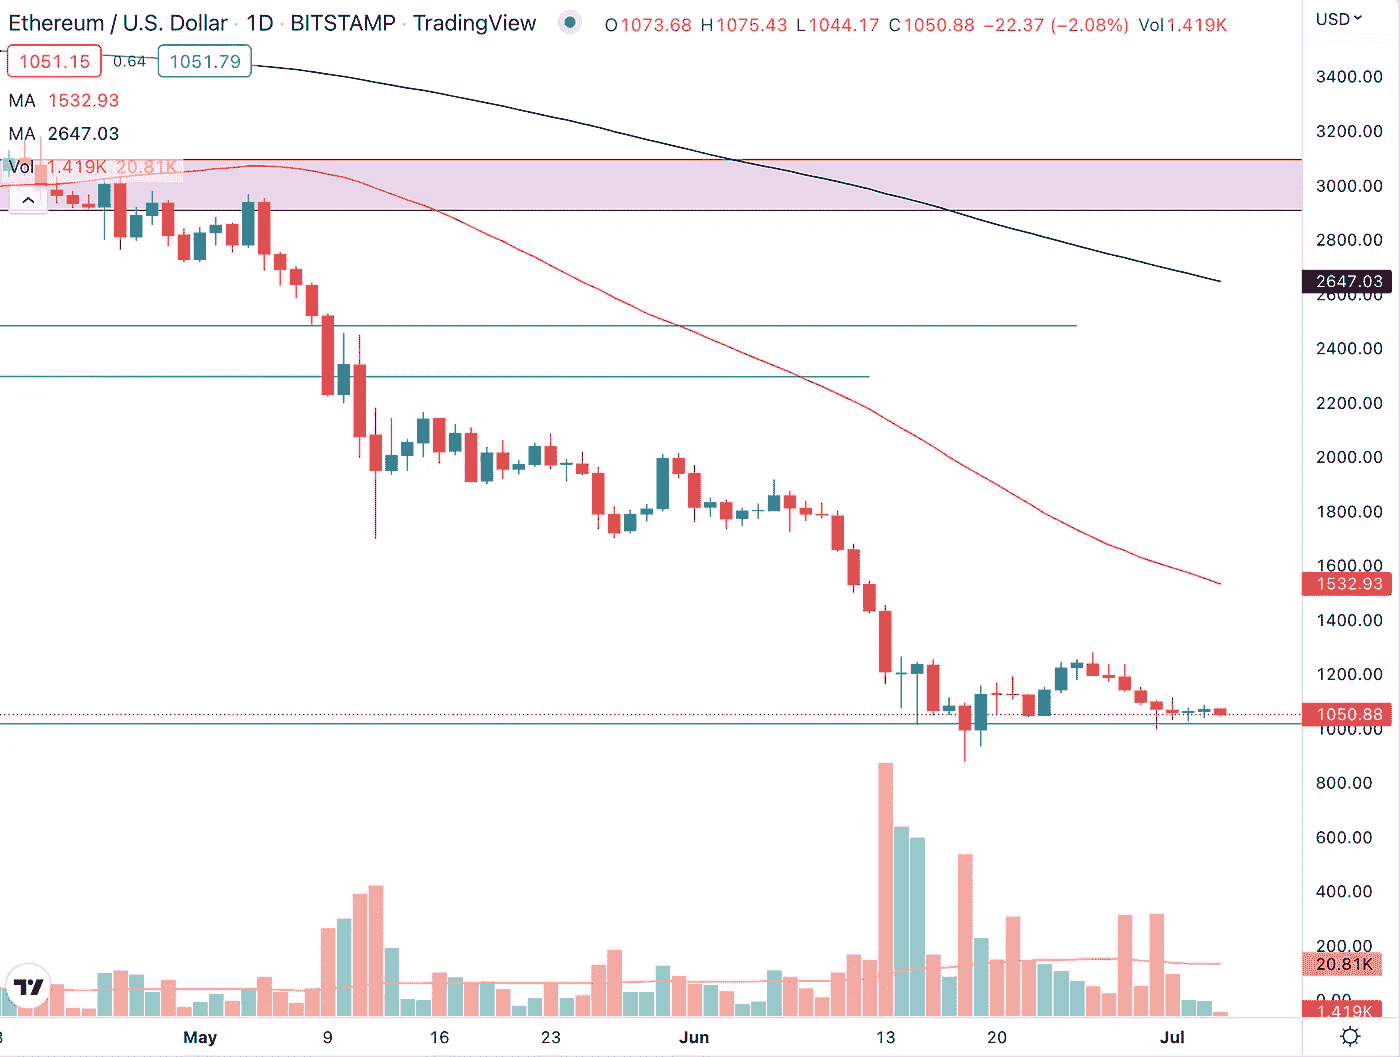 Ethereum / U.S. Dollar · 1D · BITSTAMP · TradingView O1073.68 H1075.43 L1044.17 C1050.88 −22.37 (−2.08%) Vol1.419K
USD
1051.15 0.64 1051.79
MA 1532.93
MA 2647.03
Vol 1.419K 20.81K
3400.00
3200.00
3000.00
2800.00
2647.03
2600.00
2400.00
2200.00
2000.00
1800.00
1600.00
1532.93
1400.00
1200.00
1050.88
1000.00
800.00
600.00
400.00
200.00
20.81K
0.00
1.419K
May 9 16 23 Jun 13 20 Jul